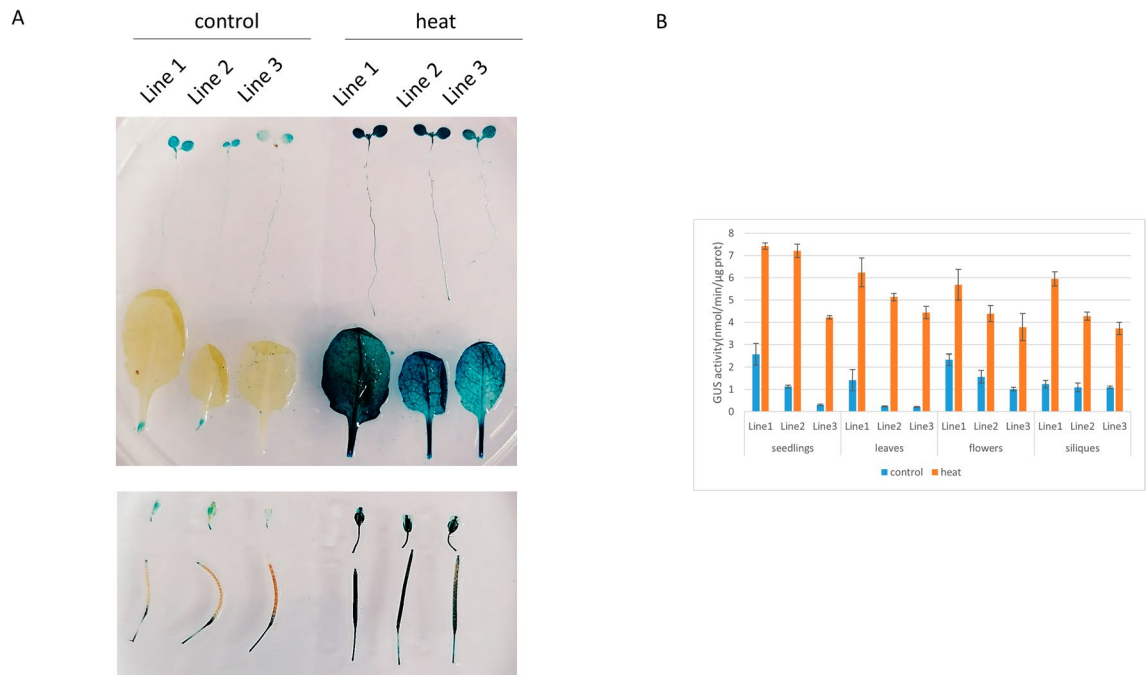 A
control heat
Line 1 Line 2 Line 3 Line 1 Line 2 Line 3
B
GUS activity(nmol/min/µg prot)
8
7
6
5
4
3
2
1
0
Line1 Line2 Line3 Line1 Line2 Line3 Line1 Line2 Line3 Line1 Line2 Line3
seedlings leaves flowers siliques
control heat